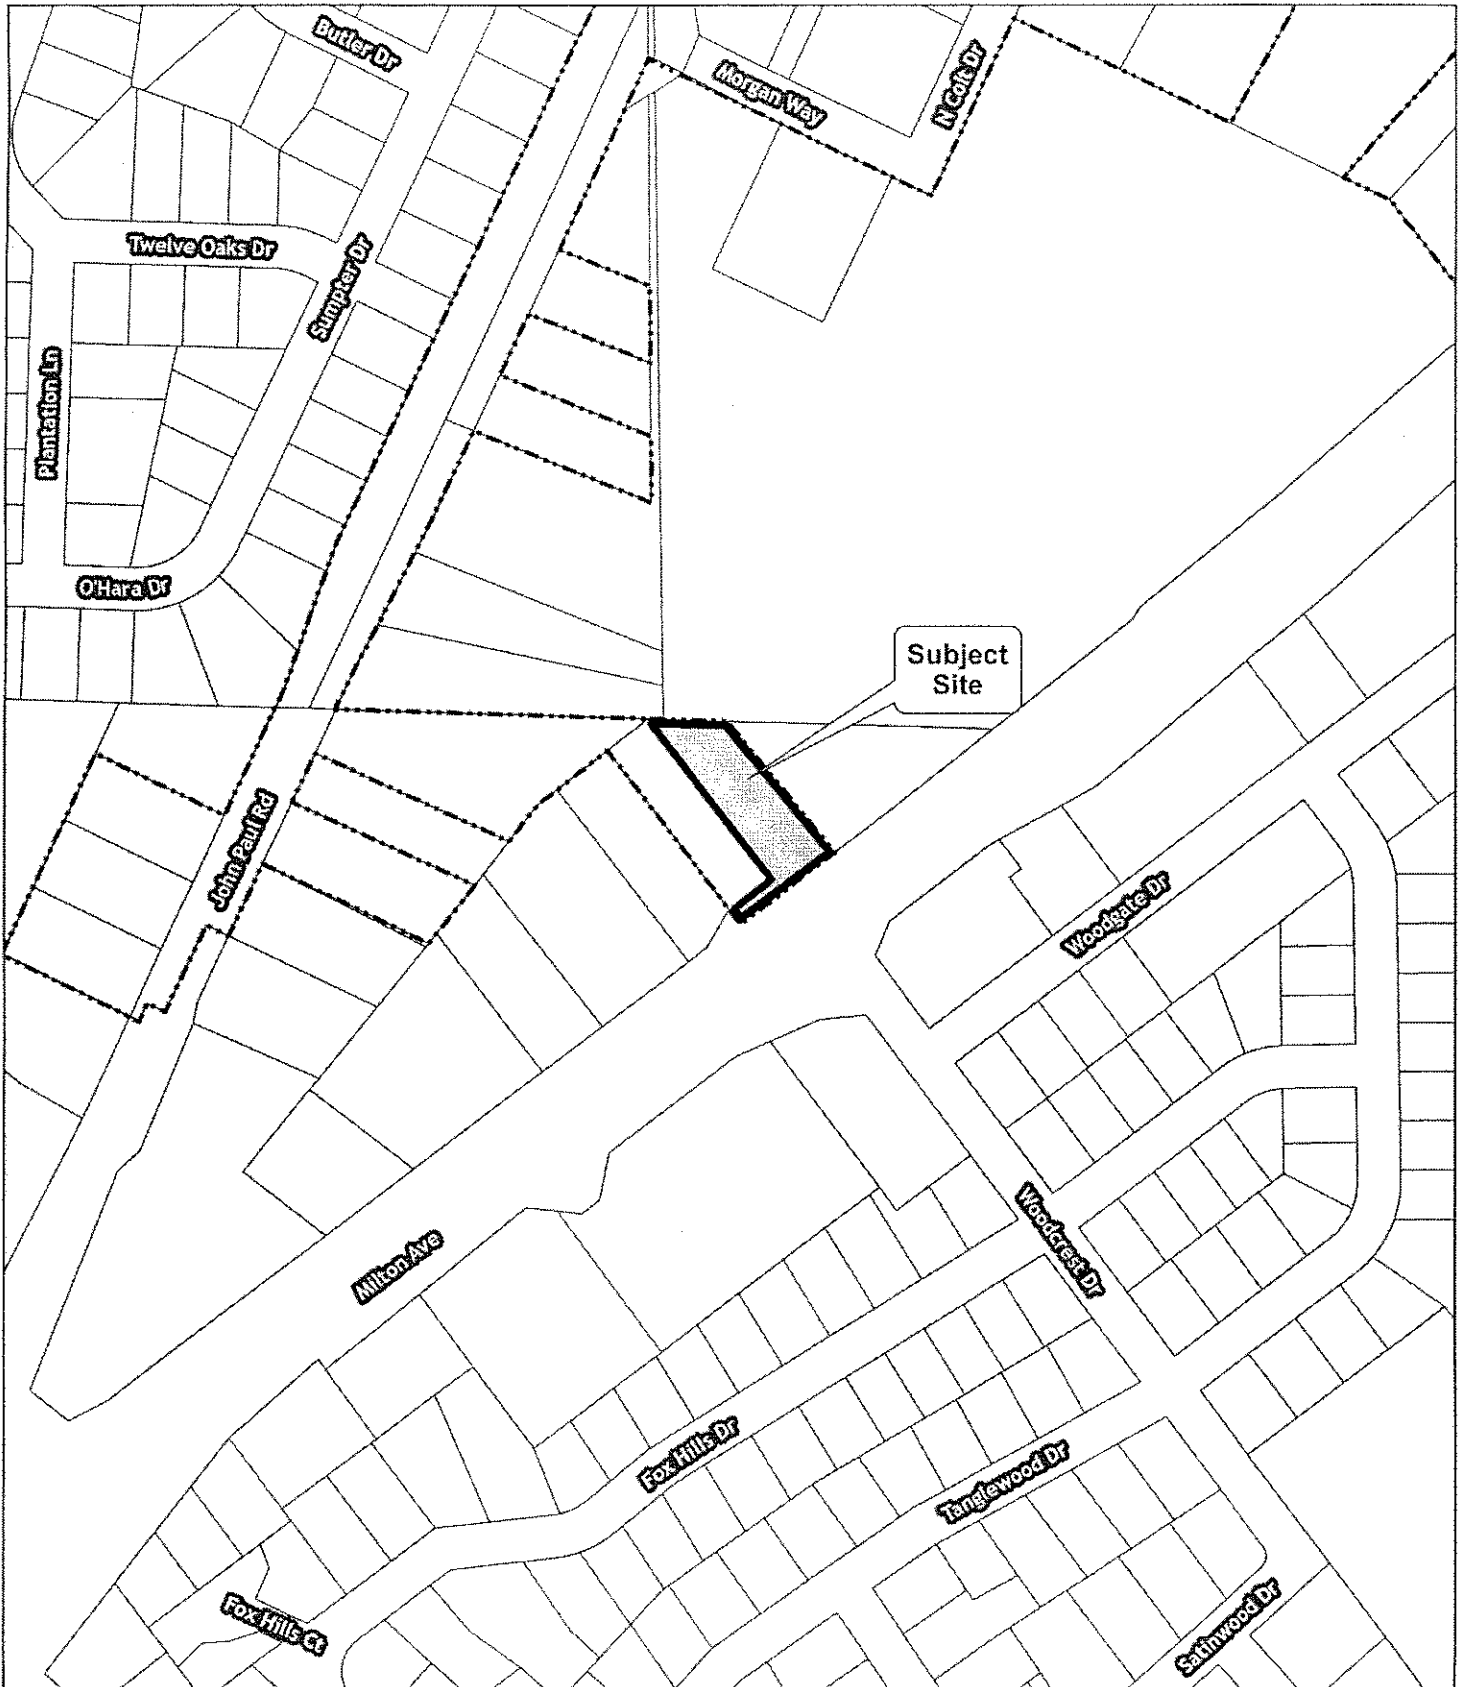 Butler Dr
Morgan Way
N Colt Dr
Twelve Oaks Dr
Sumpter Dr
Plantation Ln
O'Hara Dr
Subject
Site
John Paul Rd
Woodgate Dr
Woodcrest Dr
Milton Ave
Fox Hills Dr
Tanglewood Dr
Fox Hills Ct
Satinwood Dr